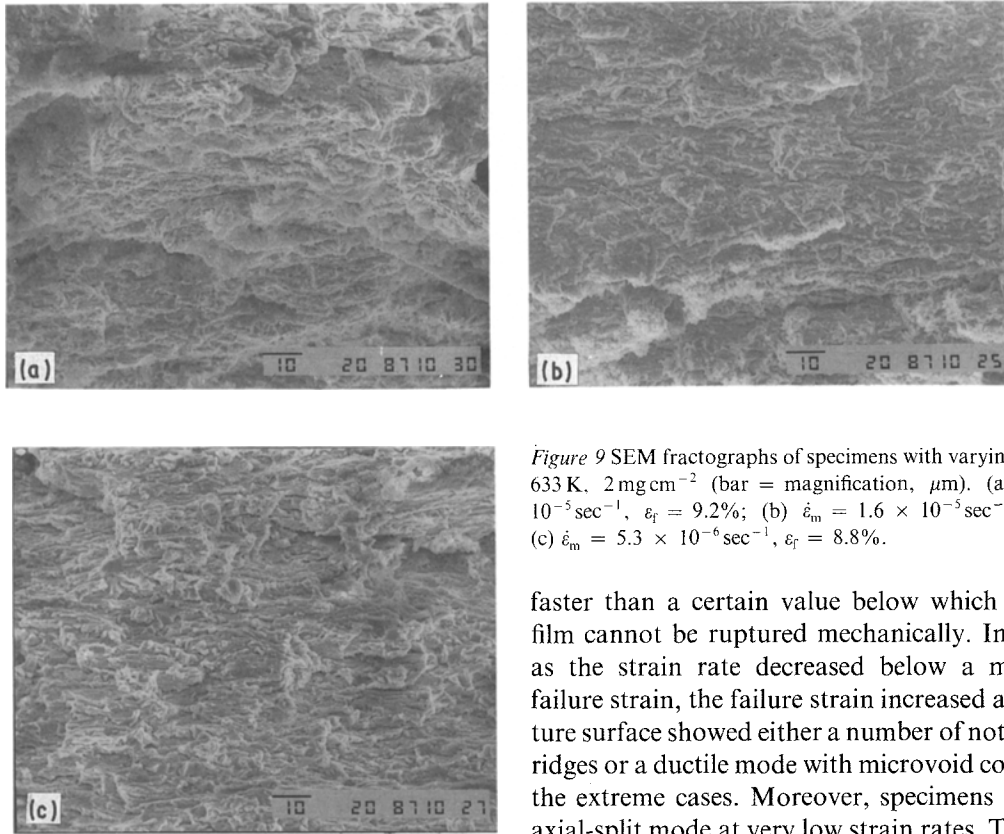 (a)
10 20 8710 30
(b)
10 20 8710 25
(c)
10 20 8710 27
Figure 9 SEM fractographs of specimens with
633 K, 2 mg cm⁻² (bar = magnification, μm). (a)
10⁻⁵ sec⁻¹, ε_f = 9.2%; (b) ε̇_m = 1.6 × 10⁻⁵ sec⁻
(c) ε̇_m = 5.3 × 10⁻⁶ sec⁻¹, ε_f = 8.8%.
faster than a certain value below which
film cannot be ruptured mechanically. In
as the strain rate decreased below a
failure strain, the failure strain increased
ture surface showed either a number of
ridges or a ductile mode with microvoid
the extreme cases. Moreover, specimens
axial-split mode at very low strain rates.